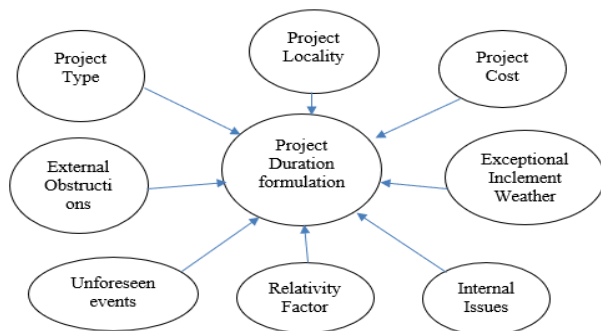 Project
Type
Project
Locality
Project
Cost
External
Obstructi
ons
Project
Duration
formulation
Exceptional
Inclement
Weather
Unforeseen
events
Relativity
Factor
Internal
Issues